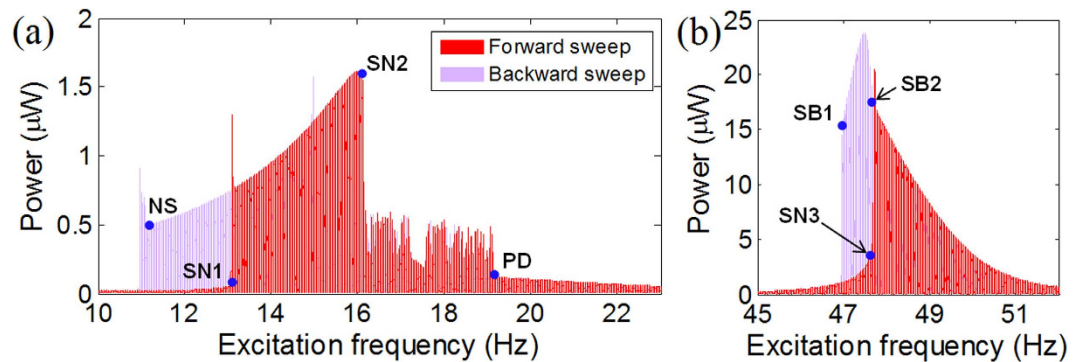 (a)
2
1.5
1
0.5
0
Power (μW)
10 12 14 16 18 20 22
Excitation frequency (Hz)
NS
SN1
SN2
PD
Forward sweep
Backward sweep
(b)
25
20
15
10
5
0
Power (μW)
45 47 49 51
Excitation frequency (Hz)
SB1
SB2
SN3